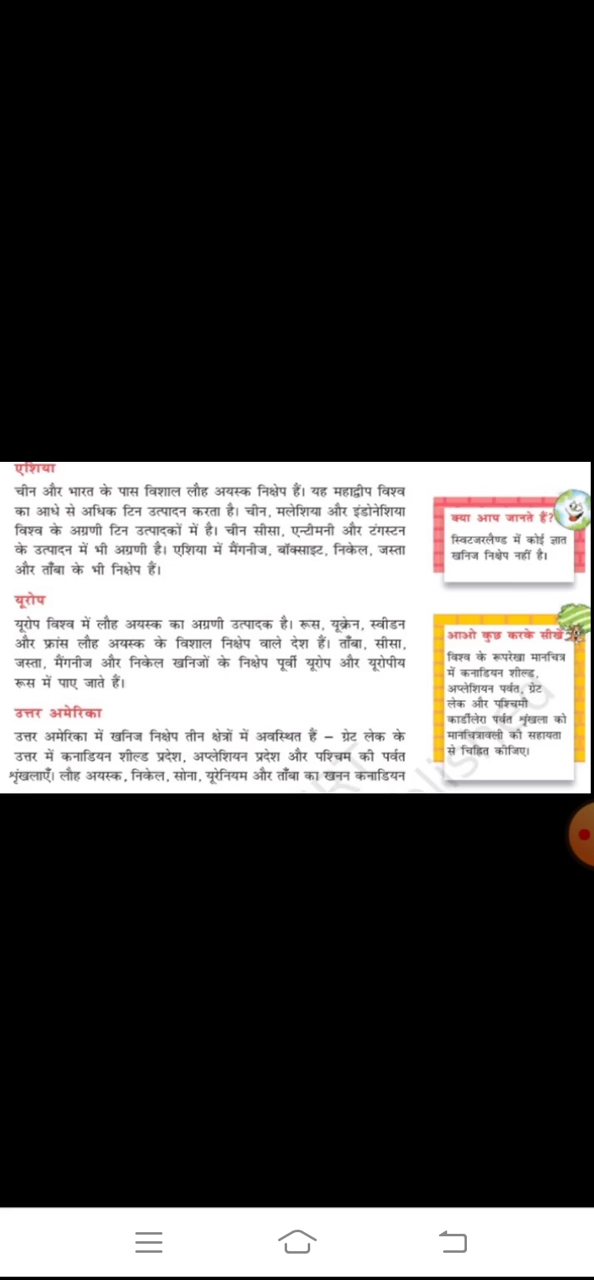 एशिया
चीन और भारत के पास विशाल लौह अयस्क निक्षेप हैं। यह महाद्वीप विश्व
का आधे से अधिक टिन उत्पादन करता है। चीन, मलेशिया और इंडोनेशिया
विश्व के अग्रणी टिन उत्पादकों में है। चीन सीसा, एन्टीमनी और टंगस्टन
के उत्पादन में भी अग्रणी है। एशिया में मैंगनीज, बॉक्साइट, निकेल, जस्ता
और ताँबा के भी निक्षेप हैं।
यूरोप
यूरोप विश्व में लौह अयस्क का अग्रणी उत्पादक है। रूस, यूक्रेन, स्वीडन
और फ्रांस लौह अयस्क के विशाल निक्षेप वाले देश हैं। ताँबा, सीसा,
जस्ता, मैंगनीज और निकेल खनिजों के निक्षेप पूर्वी यूरोप और यूरोपीय
रूस में पाए जाते हैं।
उत्तर अमेरिका
उत्तर अमेरिका में खनिज निक्षेप तीन क्षेत्रों में अवस्थित हैं – ग्रेट लेक के
उत्तर में कनाडियन शील्ड प्रदेश, अप्लेशियन प्रदेश और पश्चिम की पर्वत
शृंखलाएँ। लौह अयस्क, निकेल, सोना, यूरेनियम और ताँबा का खनन कनाडियन
क्या आप जानते हैं?
स्विटजरलैण्ड में कोई ज्ञात
खनिज निक्षेप नहीं है।
आओ कुछ करके सीखें
विश्व के रूपरेखा मानचित्र
में कनाडियन शील्ड,
अप्लेशियन पर्वत, ग्रेट
लेक और पश्चिमी
कार्डीलेरा पर्वत शृंखला को
मानचित्रावली की सहायता
से चिह्नित कीजिए।